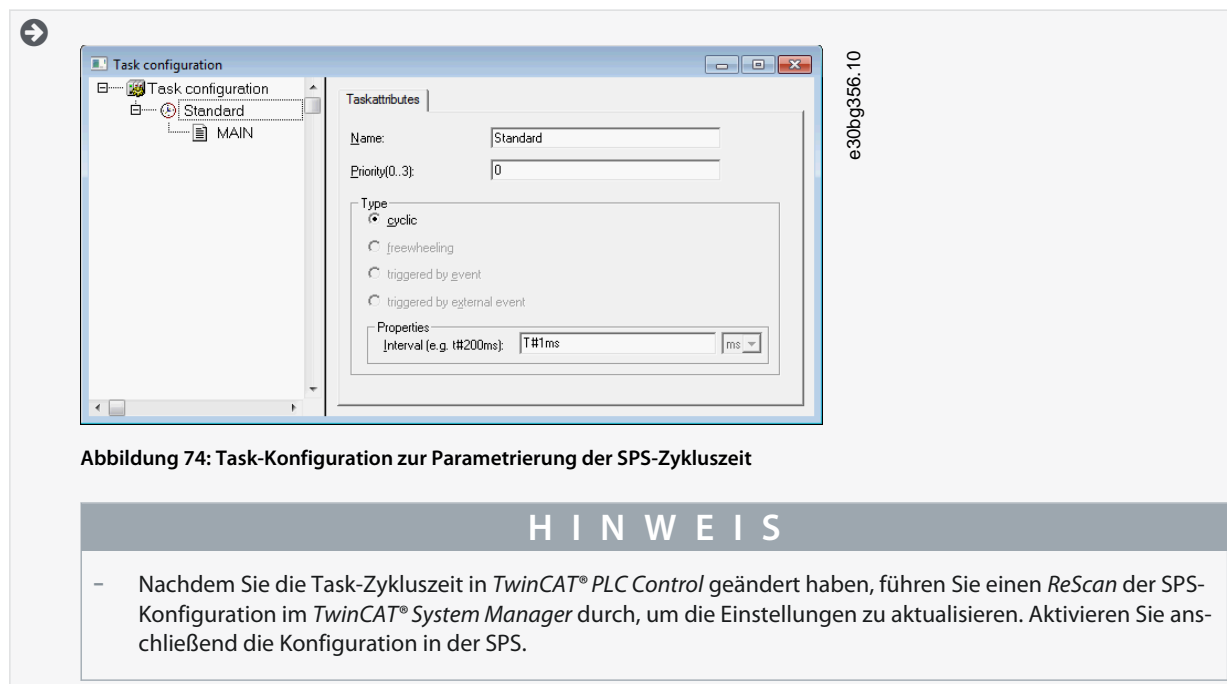 Task configuration
Task configuration
Standard
MAIN
Taskattributes
Name: Standard
Priority(0..3): 0
Type
cyclic
freewheeling
triggered by event
triggered by external event
Properties
Interval (e.g. t#200ms): T#1ms ms
e30bg356.10
Abbildung 74: Task-Konfiguration zur Parametrierung der SPS-Zykluszeit
HINWEIS
– Nachdem Sie die Task-Zykluszeit in TwinCAT® PLC Control geändert haben, führen Sie einen ReScan der SPS-
Konfiguration im TwinCAT® System Manager durch, um die Einstellungen zu aktualisieren. Aktivieren Sie ans-
chließend die Konfiguration in der SPS.